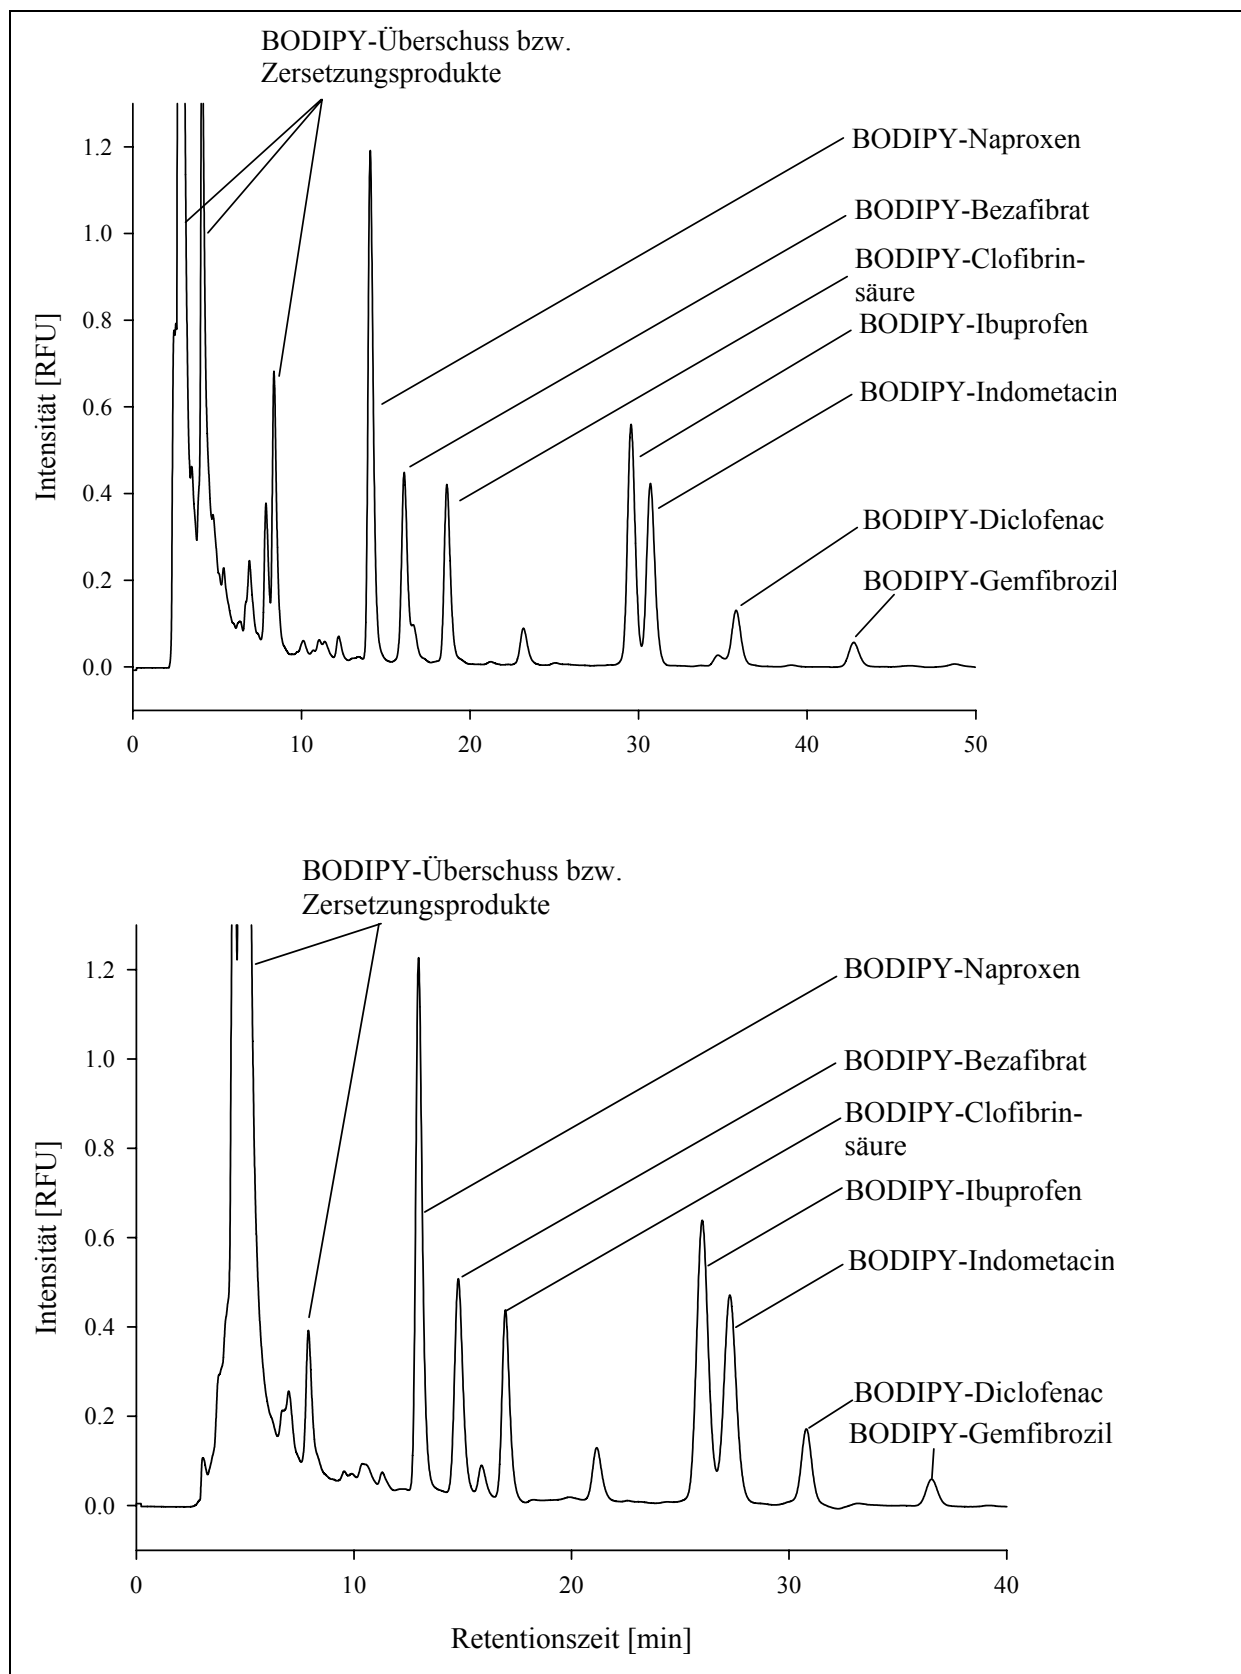 BODIPY-Überschuss bzw.
Zersetzungsprodukte
BODIPY-Naproxen
BODIPY-Bezafibrat
BODIPY-Clofibrin-
säure
BODIPY-Ibuprofen
BODIPY-Indometacin
BODIPY-Diclofenac
BODIPY-Gemfibrozil
Intensität [RFU]
1.2
1.0
0.8
0.6
0.4
0.2
0.0
0 10 20 30 40 50
BODIPY-Überschuss bzw.
Zersetzungsprodukte
BODIPY-Naproxen
BODIPY-Bezafibrat
BODIPY-Clofibrin-
säure
BODIPY-Ibuprofen
BODIPY-Indometacin
BODIPY-Diclofenac
BODIPY-Gemfibrozil
Intensität [RFU]
1.2
1.0
0.8
0.6
0.4
0.2
0.0
0 10 20 30 40
Retentionszeit [min]